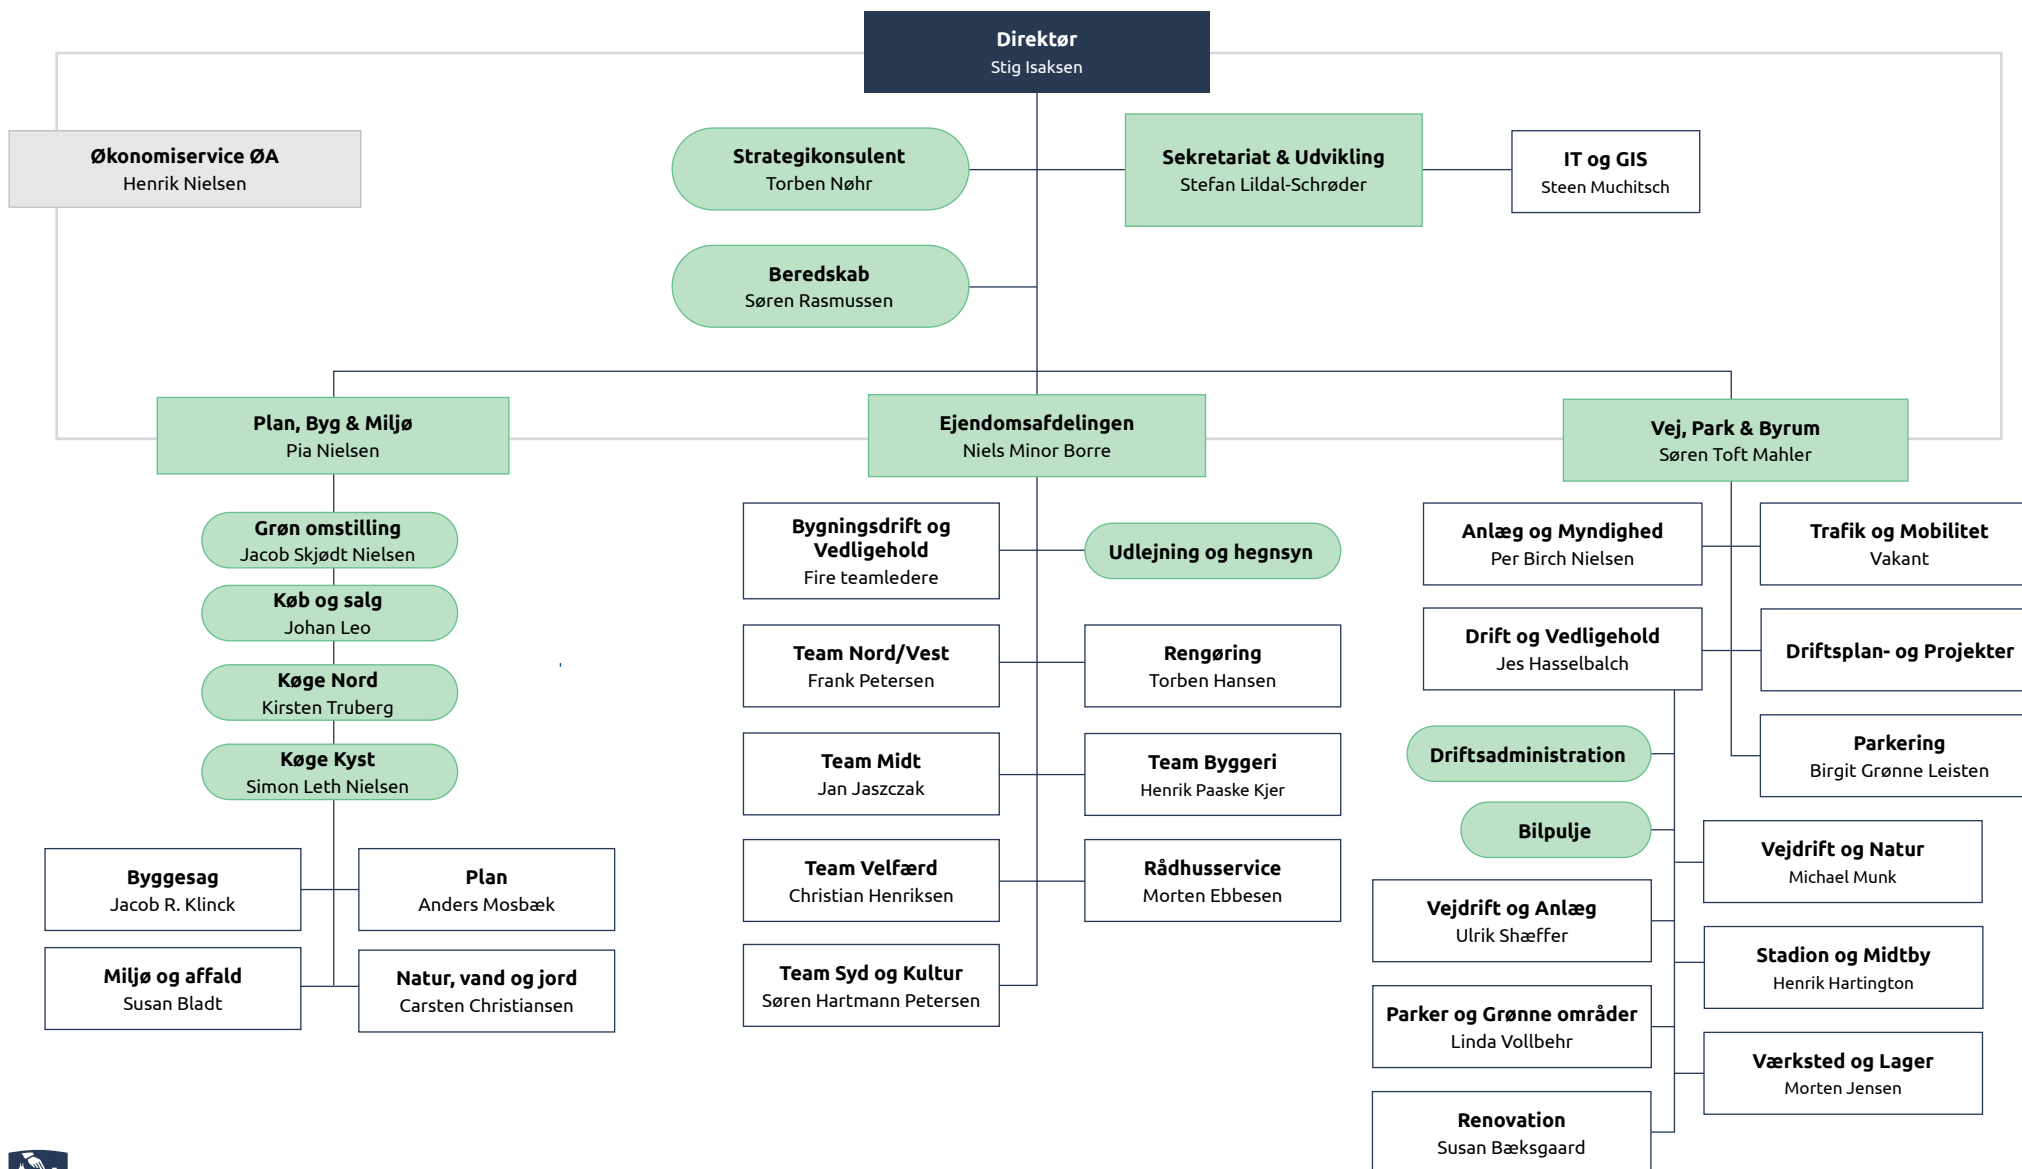 Direktør
Stig Isaksen
Økonomiservice ØA
Henrik Nielsen
Strategikonsulent
Torben Nøhr
Sekretariat & Udvikling
Stefan Lildal-Schrøder
IT og GIS
Steen Muchitsch
Beredskab
Søren Rasmussen
Plan, Byg & Miljø
Pia Nielsen
Grøn omstilling
Jacob Skjødt Nielsen
Køb og salg
Johan Leo
Køge Nord
Kirsten Truberg
Køge Kyst
Simon Leth Nielsen
Byggesag
Jacob R. Klinck
Plan
Anders Mosbæk
Miljø og affald
Susan Bladt
Natur, vand og jord
Carsten Christiansen
Ejendomsafdelingen
Niels Minor Borre
Bygningsdrift og
Vedligehold
Fire teamledere
Udlejning og hegnsyn
Team Nord/Vest
Frank Petersen
Rengøring
Torben Hansen
Team Midt
Jan Jaszczak
Team Byggeri
Henrik Paaske Kjer
Team Velfærd
Christian Henriksen
Rådhusservice
Morten Ebbesen
Team Syd og Kultur
Søren Hartmann Petersen
Vej, Park & Byrum
Søren Toft Mahler
Anlæg og Myndighed
Per Birch Nielsen
Trafik og Mobilitet
Vakant
Drift og Vedligehold
Jes Hasselbalch
Driftsplan- og Projekter
Parkering
Birgit Grønne Leisten
Driftsadministration
Bilpulje
Vejdrift og Natur
Michael Munk
Vejdrift og Anlæg
Ulrik Shæffer
Stadion og Midtby
Henrik Hartington
Parker og Grønne områder
Linda Vollbehr
Værksted og Lager
Morten Jensen
Renovation
Susan Bæksgaard